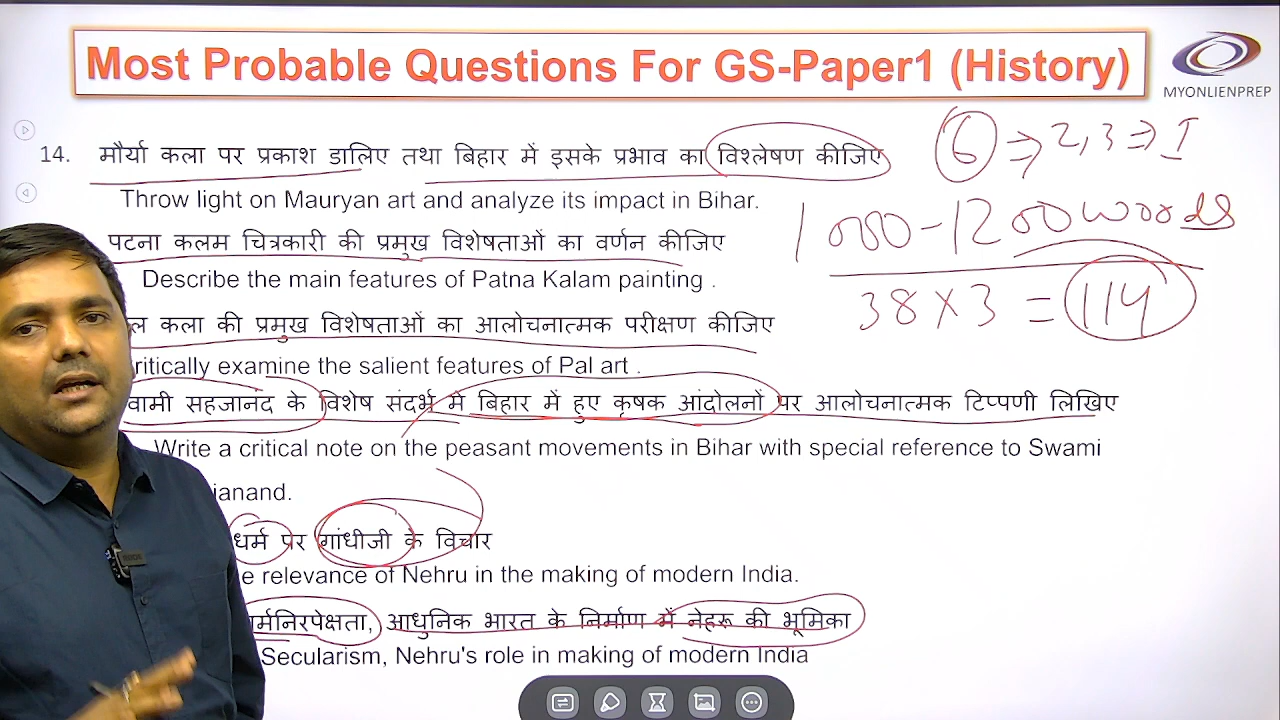 Most Probable Questions For GS-Paper1 (History)
MYONLIENPREP
14. मौर्या कला पर प्रकाश डालिए तथा बिहार में इसके प्रभाव का विश्लेषण कीजिए
6 ⇒ 2,3 ⇒ I
Throw light on Mauryan art and analyze its impact in Bihar.
1000-1200 words
पटना कलम चित्रकारी की प्रमुख विशेषताओं का वर्णन कीजिए
Describe the main features of Patna Kalam painting .
38 X 3 = 114
कला की प्रमुख विशेषताओं का आलोचनात्मक परीक्षण कीजिए
ritically examine the salient features of Pal art .
वामी सहजानंद के विशेष संदर्भ में बिहार में हुए कृषक आंदोलनों पर आलोचनात्मक टिप्पणी लिखिए
Write a critical note on the peasant movements in Bihar with special reference to Swami
janand.
धर्म पर गांधीजी के विचार
e relevance of Nehru in the making of modern India.
र्मनिरपेक्षता, आधुनिक भारत के निर्माण में नेहरू की भूमिका
Secularism, Nehru's role in making of modern India